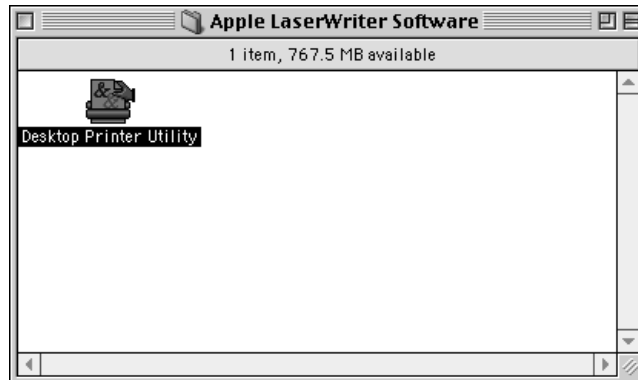 Apple LaserWriter Software
1 item, 767.5 MB available
Desktop Printer Utility